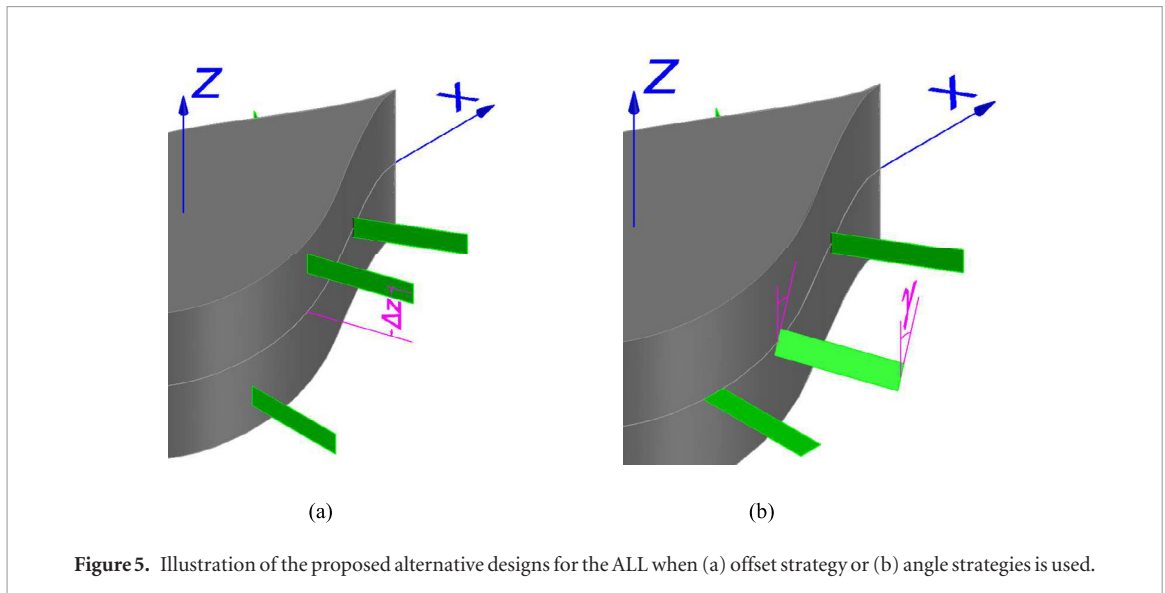 Z
X
-Δz
(a)
Z
X
γ
(b)
Figure 5. Illustration of the proposed alternative designs for the ALL when (a) offset strategy or (b) angle strategies is used.